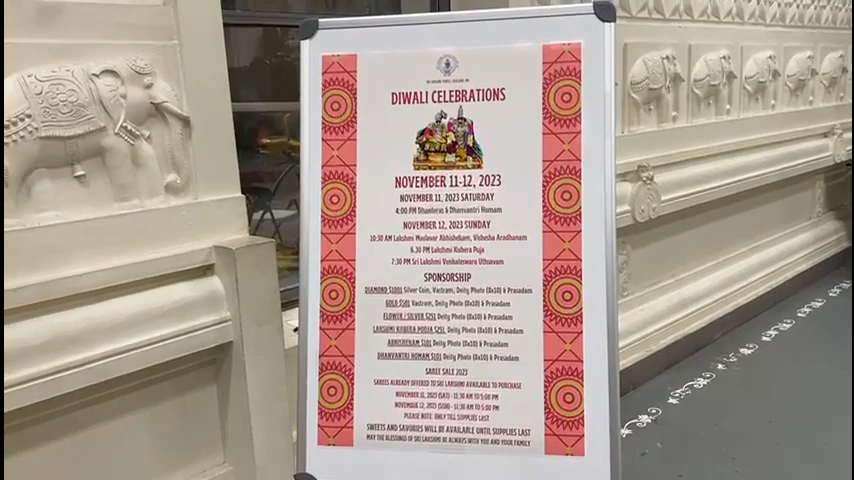 DIWALI CELEBRATIONS
NOVEMBER 11-12, 2023
NOVEMBER 11, 2023 SATURDAY
4:00 PM Dhanteras & Dhanvantri Homam
NOVEMBER 12, 2023 SUNDAY
10:30 AM Lakshmi Moolavar Abhishekam, Vishesha Aradhanam
6.30 PM Lakshmi Kubera Puja
7:30 PM Sri Lakshmi Venkateswara Uthsavam
SPONSORSHIP
DIAMOND $1001 Silver Coin, Vastram, Deity Photo (8x10) & Prasadam
GOLD $501 Vastram, Deity Photo (8x10) & Prasadam
FLOWER / SILVER $251 Deity Photo (8x10) & Prasadam
LAKSHMI KUBERA POOJA $251 Deity Photo (8x10) & Prasadam
ABHISHEKAM $101 Deity Photo (8x10) & Prasadam
DHANVANTRI HOMAM $101 Deity Photo (8x10) & Prasadam
SAREE SALE 2023
SAREES ALREADY OFFERED TO SRI LAKSHMI AVAILABLE TO PURCHASE
NOVEMBER 11, 2023 (SAT) - 11:30 AM TO 5:00 PM
NOVEMBER 12, 2023 (SUN) - 11:30 AM TO 5:00 PM
PLEASE NOTE: ONLY TILL SUPPLIES LAST
SWEETS AND SAVORIES WILL BE AVAILABLE UNTIL SUPPLIES LAST
MAY THE BLESSINGS OF SRI LAKSHMI BE ALWAYS WITH YOU AND YOUR FAMILY